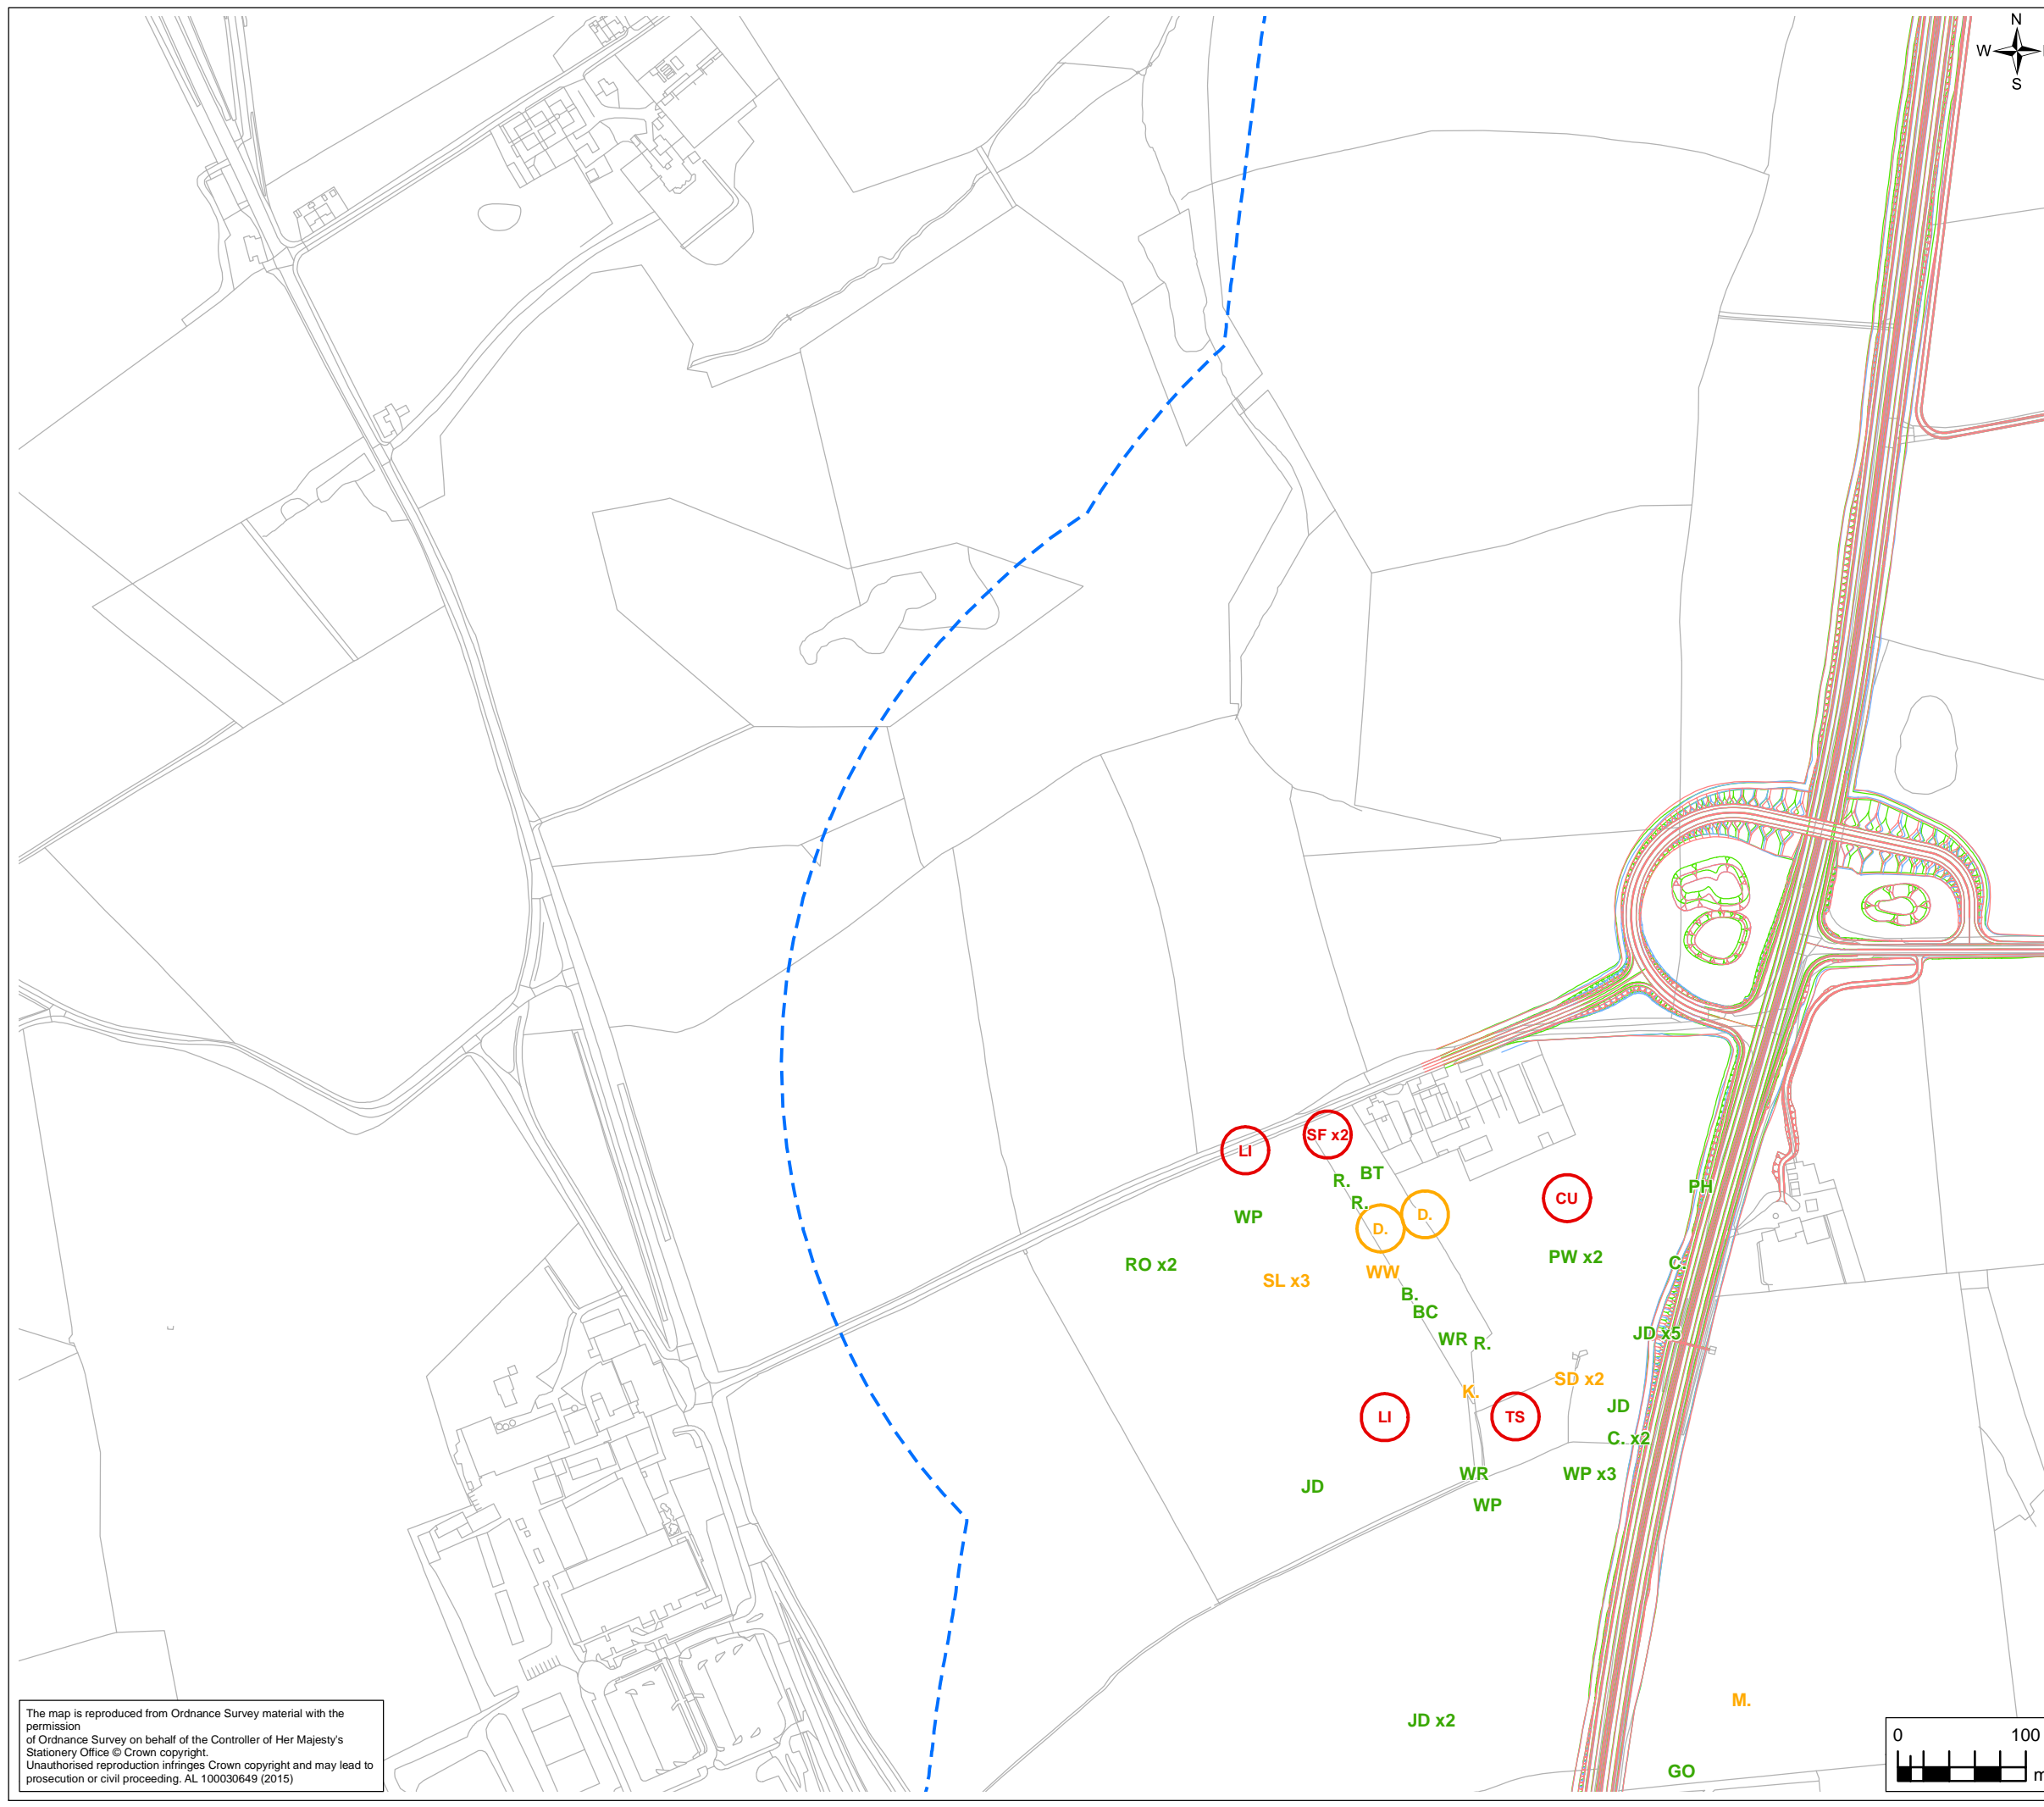 N
W
S
SF x2
LI
BT
R.
PH
CU
R.
WP
D.
D.
PW x2
C.
RO x2
WW
SL x3
B.
BC
JD x5
WR R.
SD x2
K.
JD
LI
TS
C. x2
WR
WP x3
JD
WP
M.
JD x2
GO
The map is reproduced from Ordnance Survey material with the
permission
of Ordnance Survey on behalf of the Controller of Her Majesty's
Stationery Office © Crown copyright.
Unauthorised reproduction infringes Crown copyright and may lead to
prosecution or civil proceeding. AL 100030649 (2015)
0 100
m